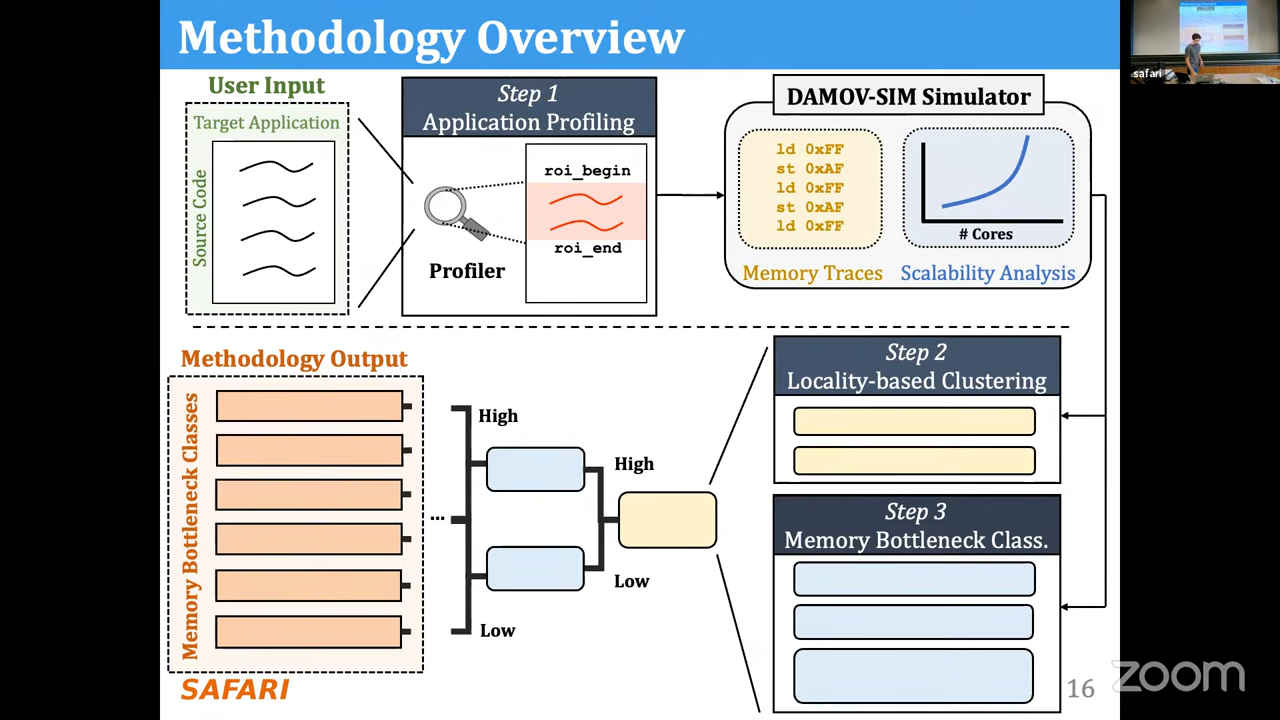 Methodology Overview
User Input
Target Application
Source Code
Step 1
Application Profiling
roi_begin
roi_end
Profiler
DAMOV-SIM Simulator
ld 0xFF
st 0xAF
ld 0xFF
st 0xAF
ld 0xFF
# Cores
Memory Traces
Scalability Analysis
Methodology Output
Memory Bottleneck Classes
High
...
Low
High
Low
Step 2
Locality-based Clustering
Step 3
Memory Bottleneck Class.
SAFARI
16
zoom
safari